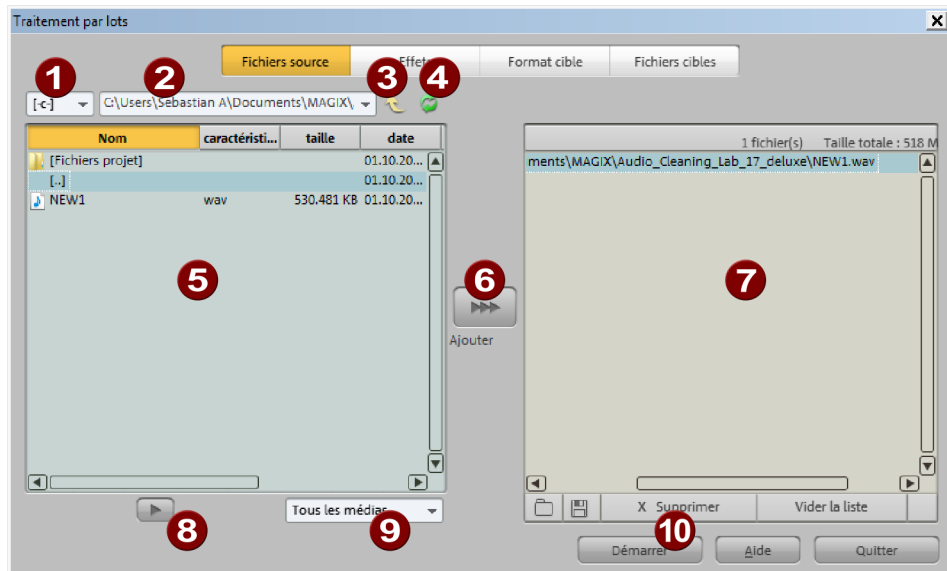 Traitement par lots
Fichiers source
Effets
Format cible
Fichiers cibles
1
2
3
4
[-c-]
C:\Users\Sebastian A\Documents\MAGIX\
Nom
caractéristi...
taille
date
1 fichier(s)
Taille totale : 518 M
[Fichiers projet]
01.10.20...
ments\MAGIX\Audio_Cleaning_Lab_17_deluxe\NEW1.wav
[..]
01.10.20...
NEW1
wav
530.481 KB
01.10.20...
5
6
7
Ajouter
Tous les médias
X Supprimer
Vider la liste
8
9
10
Démarrer
Aide
Quitter